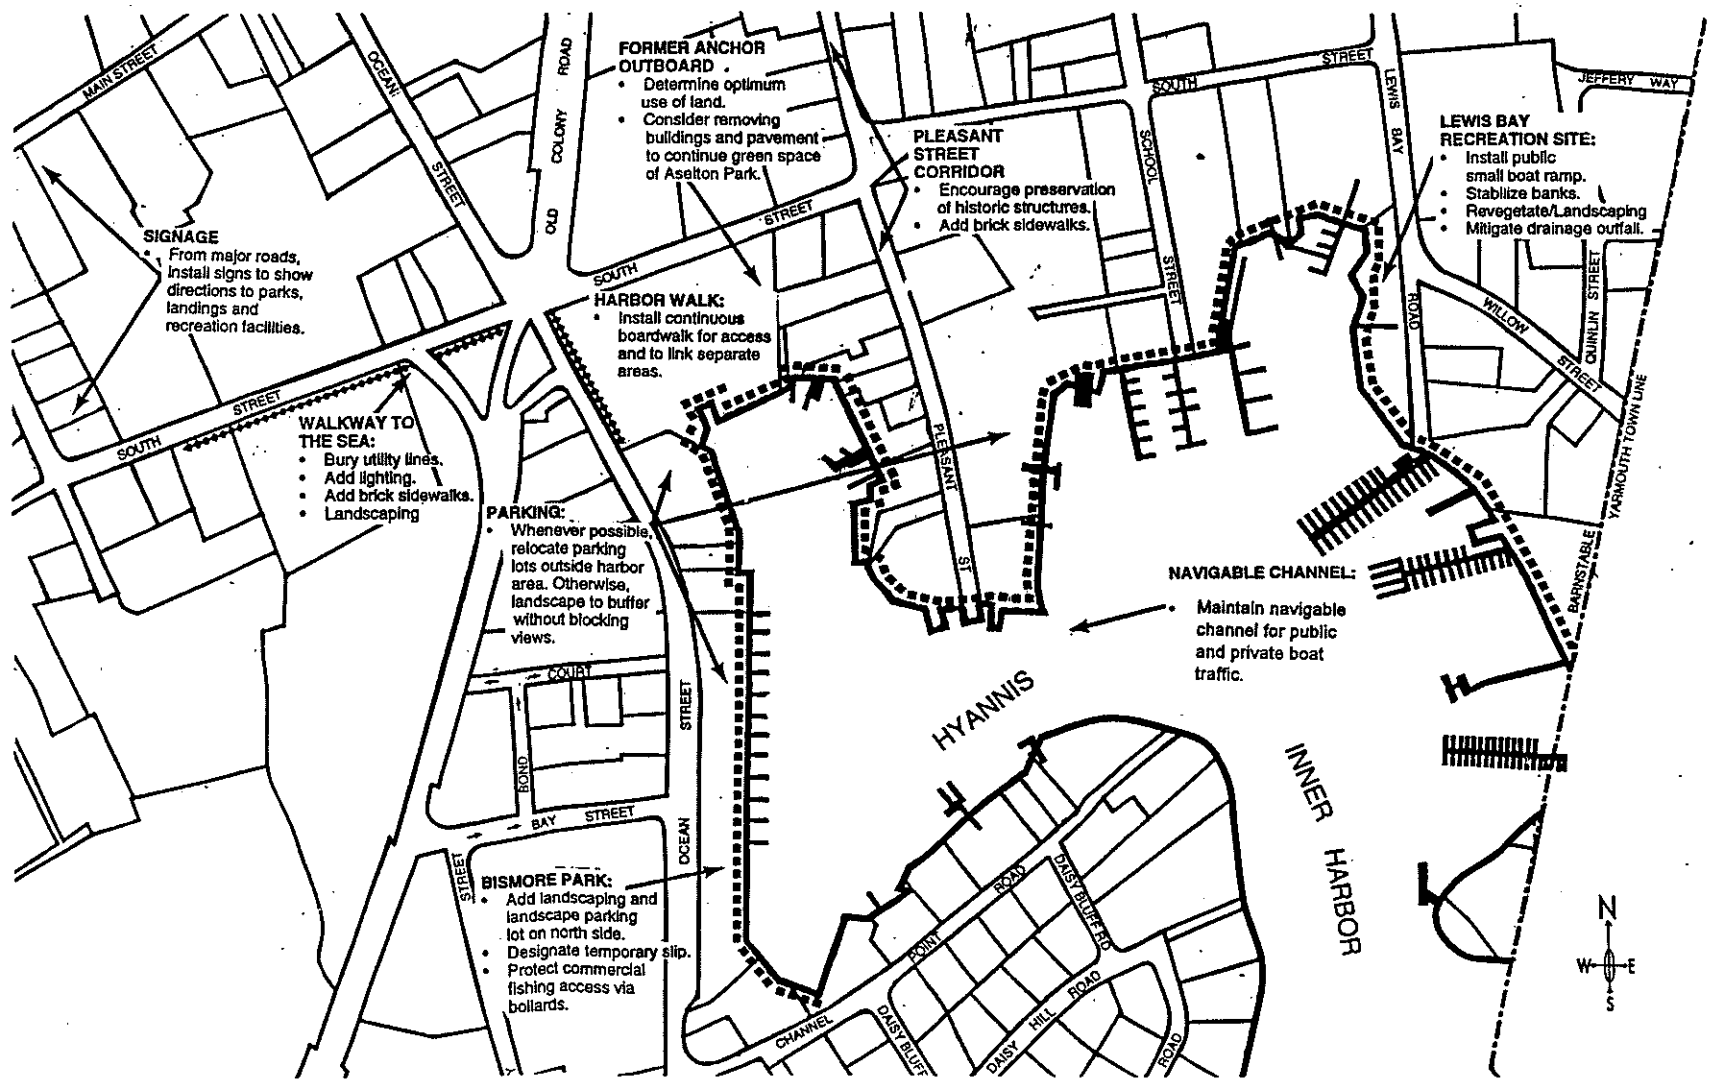 MAIN STREET
OCEAN
STREET
OLD COLONY ROAD
FORMER ANCHOR
OUTBOARD
• Determine optimum
use of land.
• Consider removing
buildings and pavement
to continue green space
of Aselton Park.
PLEASANT
STREET
CORRIDOR
• Encourage preservation
of historic structures.
• Add brick sidewalks.
SOUTH
STREET
SCHOOL
STREET
LEWIS BAY
ROAD
JEFFERY WAY
LEWIS BAY
RECREATION SITE:
• Install public
small boat ramp.
• Stabilize banks.
• Revegetate/Landscaping
• Mitigate drainage outfall.
SIGNAGE
• From major roads,
install signs to show
directions to parks,
landings and
recreation facilities.
SOUTH
STREET
HARBOR WALK:
• Install continuous
boardwalk for access
and to link separate
areas.
WILLOW
STREET
QUINLIN STREET
BARNSTABLE
YARMOUTH TOWN LINE
SOUTH
STREET
WALKWAY TO
THE SEA:
• Bury utility lines.
• Add lighting.
• Add brick sidewalks.
• Landscaping
PLEASANT
ST
PARKING:
• Whenever possible,
relocate parking
lots outside harbor
area. Otherwise,
landscape to buffer
without blocking
views.
NAVIGABLE CHANNEL:
• Maintain navigable
channel for public
and private boat
traffic.
COURT
BOND
BAY STREET
STREET
OCEAN
STREET
HYANNIS
INNER
HARBOR
BISMORE PARK:
• Add landscaping and
landscape parking
lot on north side.
• Designate temporary slip.
• Protect commercial
fishing access via
bollards.
CHANNEL
POINT
ROAD
DAISY BLUFF RD
DAISY BLUFF
DAISY HILL ROAD
ROAD
N
W E
S